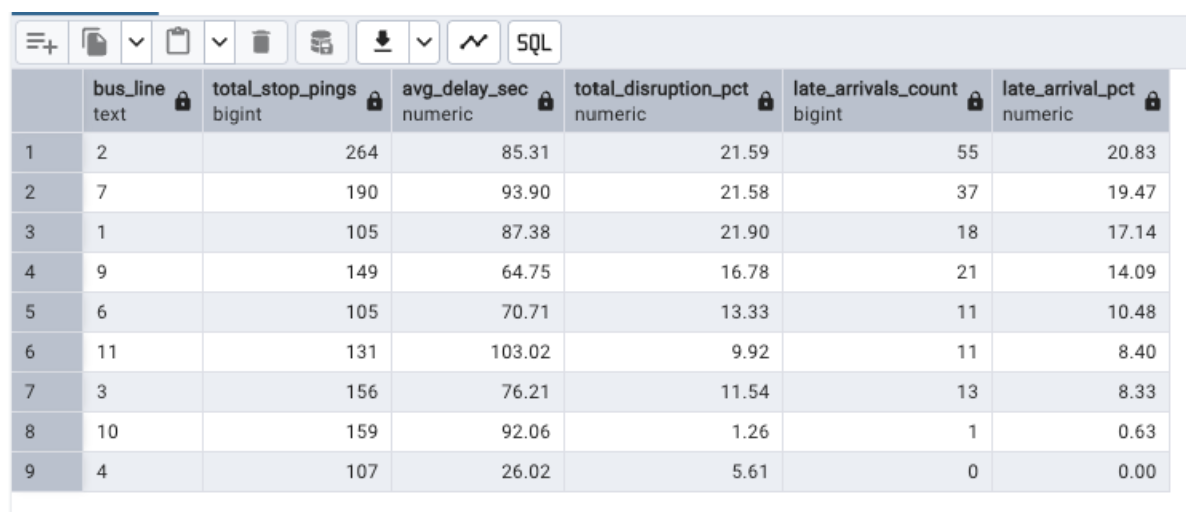 SQL
bus_line total_stop_pings avg_delay_sec total_disruption_pct late_arrivals_count late_arrival_pct
text bigint numeric numeric bigint numeric
1 2 264 85.31 21.59 55 20.83
2 7 190 93.90 21.58 37 19.47
3 1 105 87.38 21.90 18 17.14
4 9 149 64.75 16.78 21 14.09
5 6 105 70.71 13.33 11 10.48
6 11 131 103.02 9.92 11 8.40
7 3 156 76.21 11.54 13 8.33
8 10 159 92.06 1.26 1 0.63
9 4 107 26.02 5.61 0 0.00